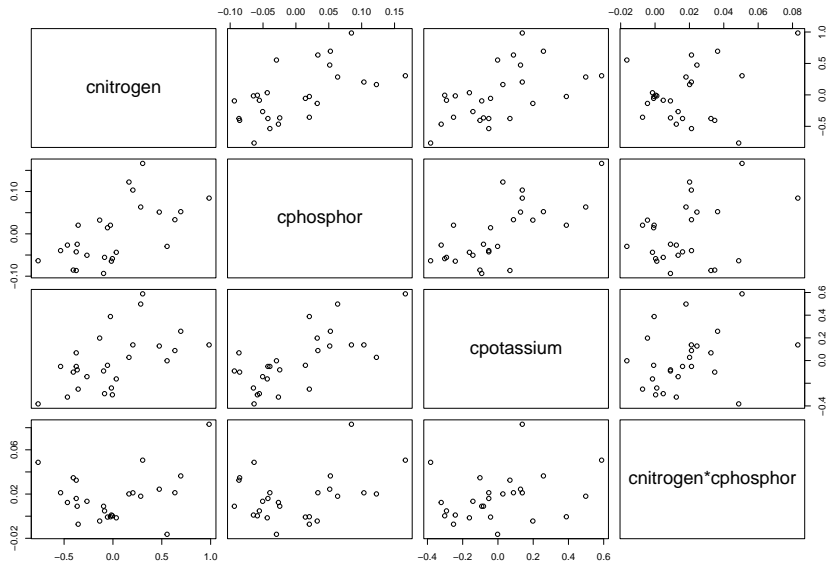 −0.10 0.00 0.05 0.10 0.15
−0.02 0.00 0.02 0.04 0.06 0.08
cnitrogen
−0.5 0.0 0.5 1.0
−0.10 0.00 0.10
cphosphor
cpotassium
−0.4 0.0 0.2 0.4 0.6
−0.02 0.02 0.06
cnitrogen*cphosphor
−0.5 0.0 0.5 1.0
−0.4 −0.2 0.0 0.2 0.4 0.6